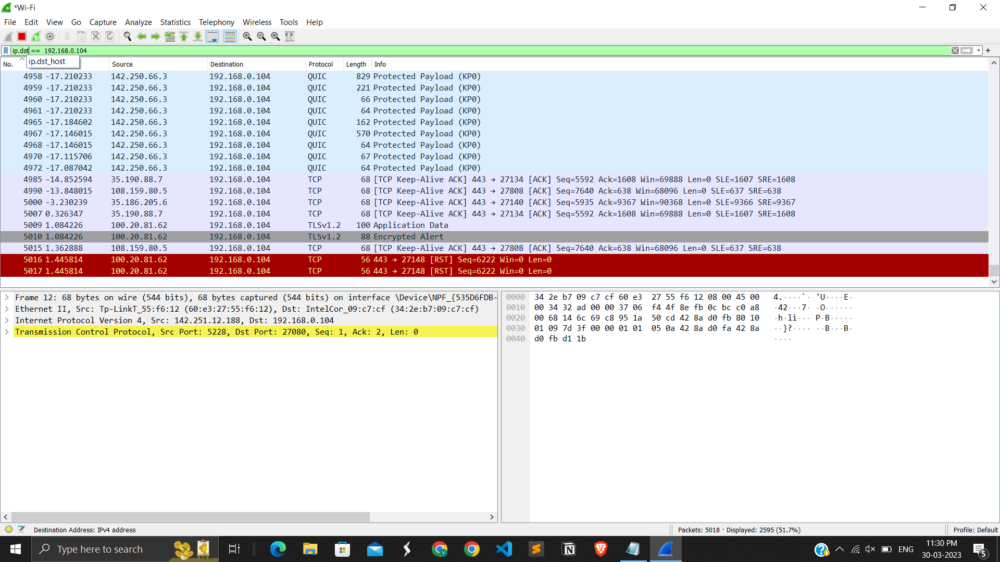 *Wi-Fi
File Edit View Go Capture Analyze Statistics Telephony Wireless Tools Help
ip.dst == 192.168.0.104
ip.dst_host
No. Source Destination Protocol Length Info
4958 -17.210233 142.250.66.3 192.168.0.104 QUIC 829 Protected Payload (KP0)
4959 -17.210233 142.250.66.3 192.168.0.104 QUIC 221 Protected Payload (KP0)
4960 -17.210233 142.250.66.3 192.168.0.104 QUIC 66 Protected Payload (KP0)
4961 -17.210233 142.250.66.3 192.168.0.104 QUIC 64 Protected Payload (KP0)
4965 -17.184602 142.250.66.3 192.168.0.104 QUIC 162 Protected Payload (KP0)
4967 -17.146015 142.250.66.3 192.168.0.104 QUIC 570 Protected Payload (KP0)
4968 -17.146015 142.250.66.3 192.168.0.104 QUIC 64 Protected Payload (KP0)
4970 -17.115706 142.250.66.3 192.168.0.104 QUIC 67 Protected Payload (KP0)
4972 -17.087042 142.250.66.3 192.168.0.104 QUIC 64 Protected Payload (KP0)
4985 -14.852594 35.190.88.7 192.168.0.104 TCP 68 [TCP Keep-Alive ACK] 443 → 27134 [ACK] Seq=5592 Ack=1608 Win=69888 Len=0 SLE=1607 SRE=1608
4990 -13.848015 108.159.80.5 192.168.0.104 TCP 68 [TCP Keep-Alive ACK] 443 → 27808 [ACK] Seq=7640 Ack=638 Win=68096 Len=0 SLE=637 SRE=638
5000 -3.230239 35.186.205.6 192.168.0.104 TCP 68 [TCP Keep-Alive ACK] 443 → 27140 [ACK] Seq=5935 Ack=9367 Win=90368 Len=0 SLE=9366 SRE=9367
5007 0.326347 35.190.88.7 192.168.0.104 TCP 68 [TCP Keep-Alive ACK] 443 → 27134 [ACK] Seq=5592 Ack=1608 Win=69888 Len=0 SLE=1607 SRE=1608
5009 1.084226 100.20.81.62 192.168.0.104 TLSv1.2 100 Application Data
5010 1.084226 100.20.81.62 192.168.0.104 TLSv1.2 88 Encrypted Alert
5015 1.362888 108.159.80.5 192.168.0.104 TCP 68 [TCP Keep-Alive ACK] 443 → 27808 [ACK] Seq=7640 Ack=638 Win=68096 Len=0 SLE=637 SRE=638
5016 1.445814 100.20.81.62 192.168.0.104 TCP 56 443 → 27148 [RST] Seq=6222 Win=0 Len=0
5017 1.445814 100.20.81.62 192.168.0.104 TCP 56 443 → 27148 [RST] Seq=6222 Win=0 Len=0
Frame 12: 68 bytes on wire (544 bits), 68 bytes captured (544 bits) on interface \Device\NPF_{535D6FDB-
Ethernet II, Src: Tp-LinkT_55:f6:12 (60:e3:27:55:f6:12), Dst: IntelCor_09:c7:cf (34:2e:b7:09:c7:cf)
Internet Protocol Version 4, Src: 142.251.12.188, Dst: 192.168.0.104
Transmission Control Protocol, Src Port: 5228, Dst Port: 27080, Seq: 1, Ack: 2, Len: 0
0000 34 2e b7 09 c7 cf 60 e3 27 55 f6 12 08 00 45 00 4.····`· 'U····E·
0010 00 34 32 ad 00 00 37 06 f4 4f 8e fb 0c bc c0 a8 ·42···7· ·O······
0020 00 68 14 6c 69 c8 95 1a 50 cd 42 8a d0 fb 80 10 ·h·li··· P·B·····
0030 01 09 7d 3f 00 00 01 01 05 0a 42 8a d0 fa 42 8a ··}?···· ··B···B·
0040 d0 fb d1 1b ····
Destination Address: IPv4 address
Packets: 5018 · Displayed: 2595 (51.7%)
Profile: Default
Type here to search
ENG
11:30 PM
30-03-2023
5